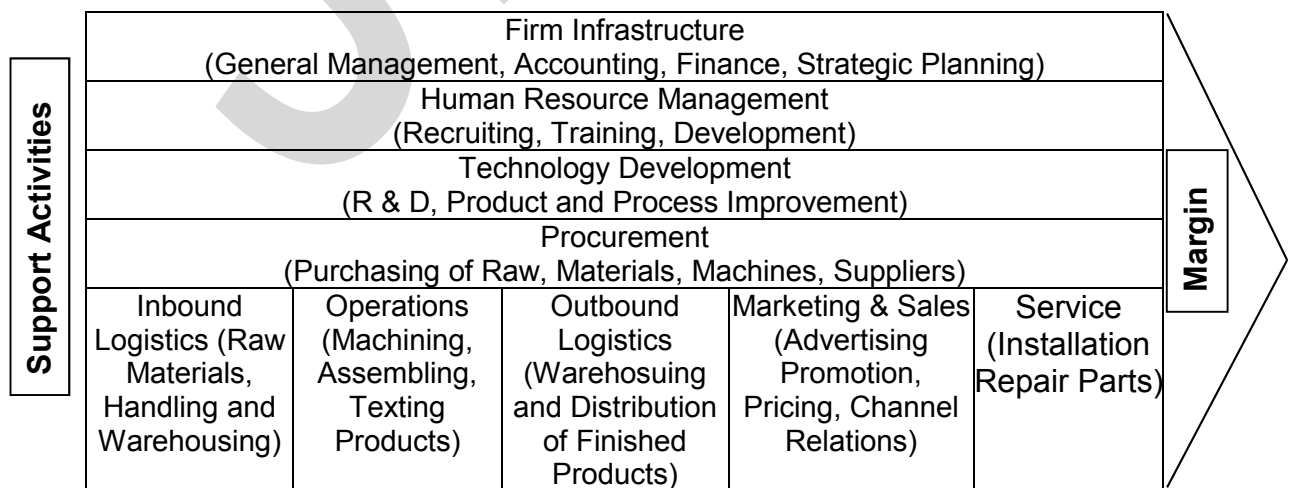 Support Activities
Firm Infrastructure
(General Management, Accounting, Finance, Strategic Planning)
Human Resource Management
(Recruiting, Training, Development)
Technology Development
(R & D, Product and Process Improvement)
Procurement
(Purchasing of Raw, Materials, Machines, Suppliers)
Inbound
Logistics (Raw
Materials,
Handling and
Warehousing)
Operations
(Machining,
Assembling,
Texting
Products)
Outbound
Logistics
(Warehosuing
and Distribution
of Finished
Products)
Marketing & Sales
(Advertising
Promotion,
Pricing, Channel
Relations)
Service
(Installation
Repair Parts)
Margin